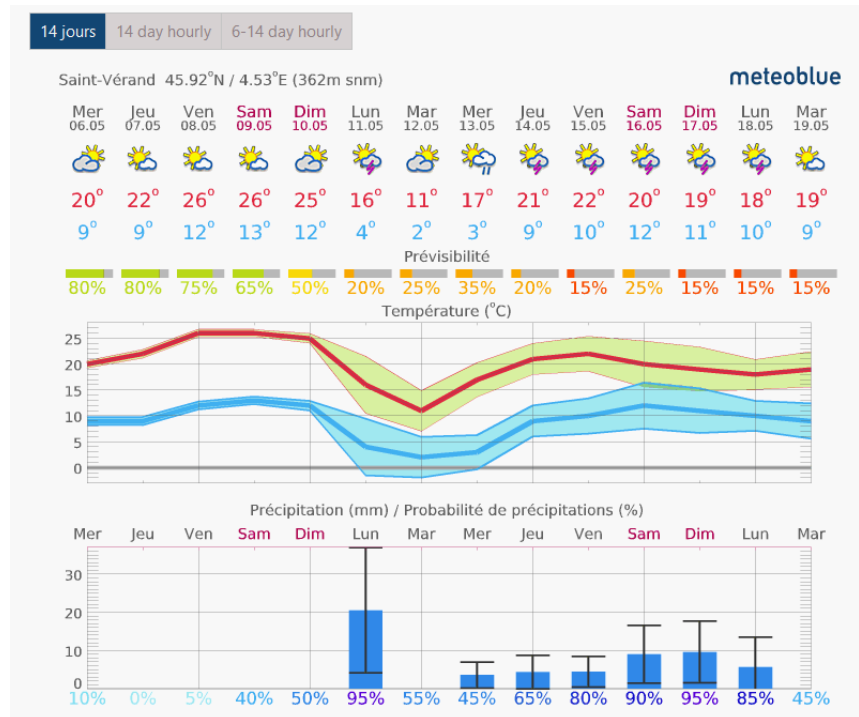 14 jours 14 day hourly 6-14 day hourly
Saint-Vérand 45.92°N / 4.53°E (362m snm) meteoblue
Mer Jeu Ven Sam Dim Lun Mar Mer Jeu Ven Sam Dim Lun Mar
06.05 07.05 08.05 09.05 10.05 11.05 12.05 13.05 14.05 15.05 16.05 17.05 18.05 19.05
20° 22° 26° 26° 25° 16° 11° 17° 21° 22° 20° 19° 18° 19°
9° 9° 12° 13° 12° 4° 2° 3° 9° 10° 12° 11° 10° 9°
Prévisibilité
80% 80% 75% 65% 50% 20% 25% 35% 20% 15% 25% 15% 15% 15%
Température (°C)
25
20
15
10
5
0
Précipitation (mm) / Probabilité de précipitations (%)
Mer Jeu Ven Sam Dim Lun Mar Mer Jeu Ven Sam Dim Lun Mar
30
20
10
0
10% 0% 5% 40% 50% 95% 55% 45% 65% 80% 90% 95% 85% 45%